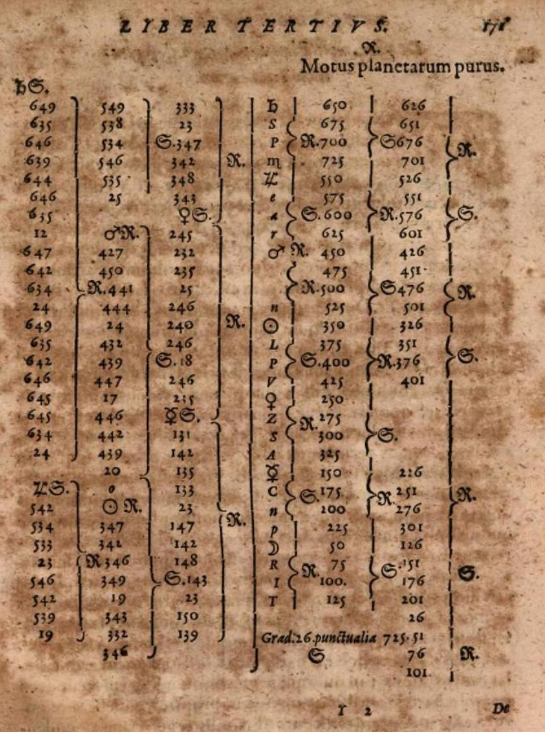 LIBER TERTIVS. 171
R.
Motus planetarum purus.
♄S.
649 549 333 ♄ 650 626
635 538 23 S 675 651
646 534 S.347 P R.700 S676 R.
639 546 342 R. m 725 701
644 535 348 ♃ 550 526
646 25 343 e 575 551
635 ♀S. a S.600 R.576 S.
12 ♂R. 245 r 625 601
647 427 232 ♂ R. 450 426
642 450 235 475 451
634 R.441 25 R.500 S476 R.
24 444 246 n 525 501
649 24 240 R. ☉ 350 326
635 432 246 L 375 351
642 439 S.18 P S.400 R.376 S.
646 447 246 V 425 401
645 17 235 ♀ 250
645 446 ☿S. Z R.275
634 442 131 S 300 S.
24 439 142 A 325
20 135 ☿ 150 226
♃S. 0 133 C S.175 R.251 R.
542 ☉ R. 23 n 200 276
534 347 147 R. p 225 301
533 342 142 ☽ 50 126
23 R346 148 R R. 75 S.151 S.
546 349 S.143 I 100. 176
542 19 23 T 125 201
539 343 150 26
19 332 139 Grad.26.punctualia 725.51
346 S 76 R.
101
T 2 De